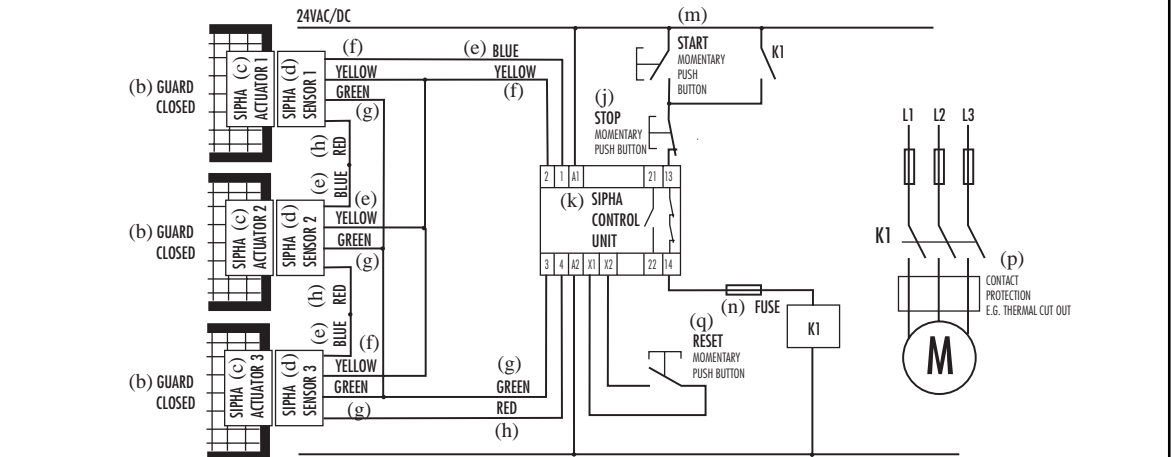 24VAC/DC
(m)
(f)
(e) BLUE
START
MOMENTARY
PUSH
BUTTON
K1
(b) GUARD
CLOSED
SIPHA (c)
ACTUATOR 1
SIPHA (d)
SENSOR 1
YELLOW
YELLOW
(f)
GREEN
(g)
(j)
STOP
MOMENTARY
PUSH BUTTON
L1 L2 L3
(h) RED
(e) BLUE
2 1 A1 21 13
(k) SIPHA
CONTROL
UNIT
3 4 A2 X1 X2 22 14
(b) GUARD
CLOSED
SIPHA (c)
ACTUATOR 2
SIPHA (d)
SENSOR 2
(e)
YELLOW
GREEN
(g)
K1
(p)
CONTACT
PROTECTION
E.G. THERMAL CUT OUT
M
(h) RED
(e) BLUE
(n) FUSE
K1
(q)
RESET
MOMENTARY
PUSH BUTTON
(b) GUARD
CLOSED
SIPHA (c)
ACTUATOR 3
SIPHA (d)
SENSOR 3
(f)
YELLOW
GREEN
(g)
(g)
GREEN
RED
(h)